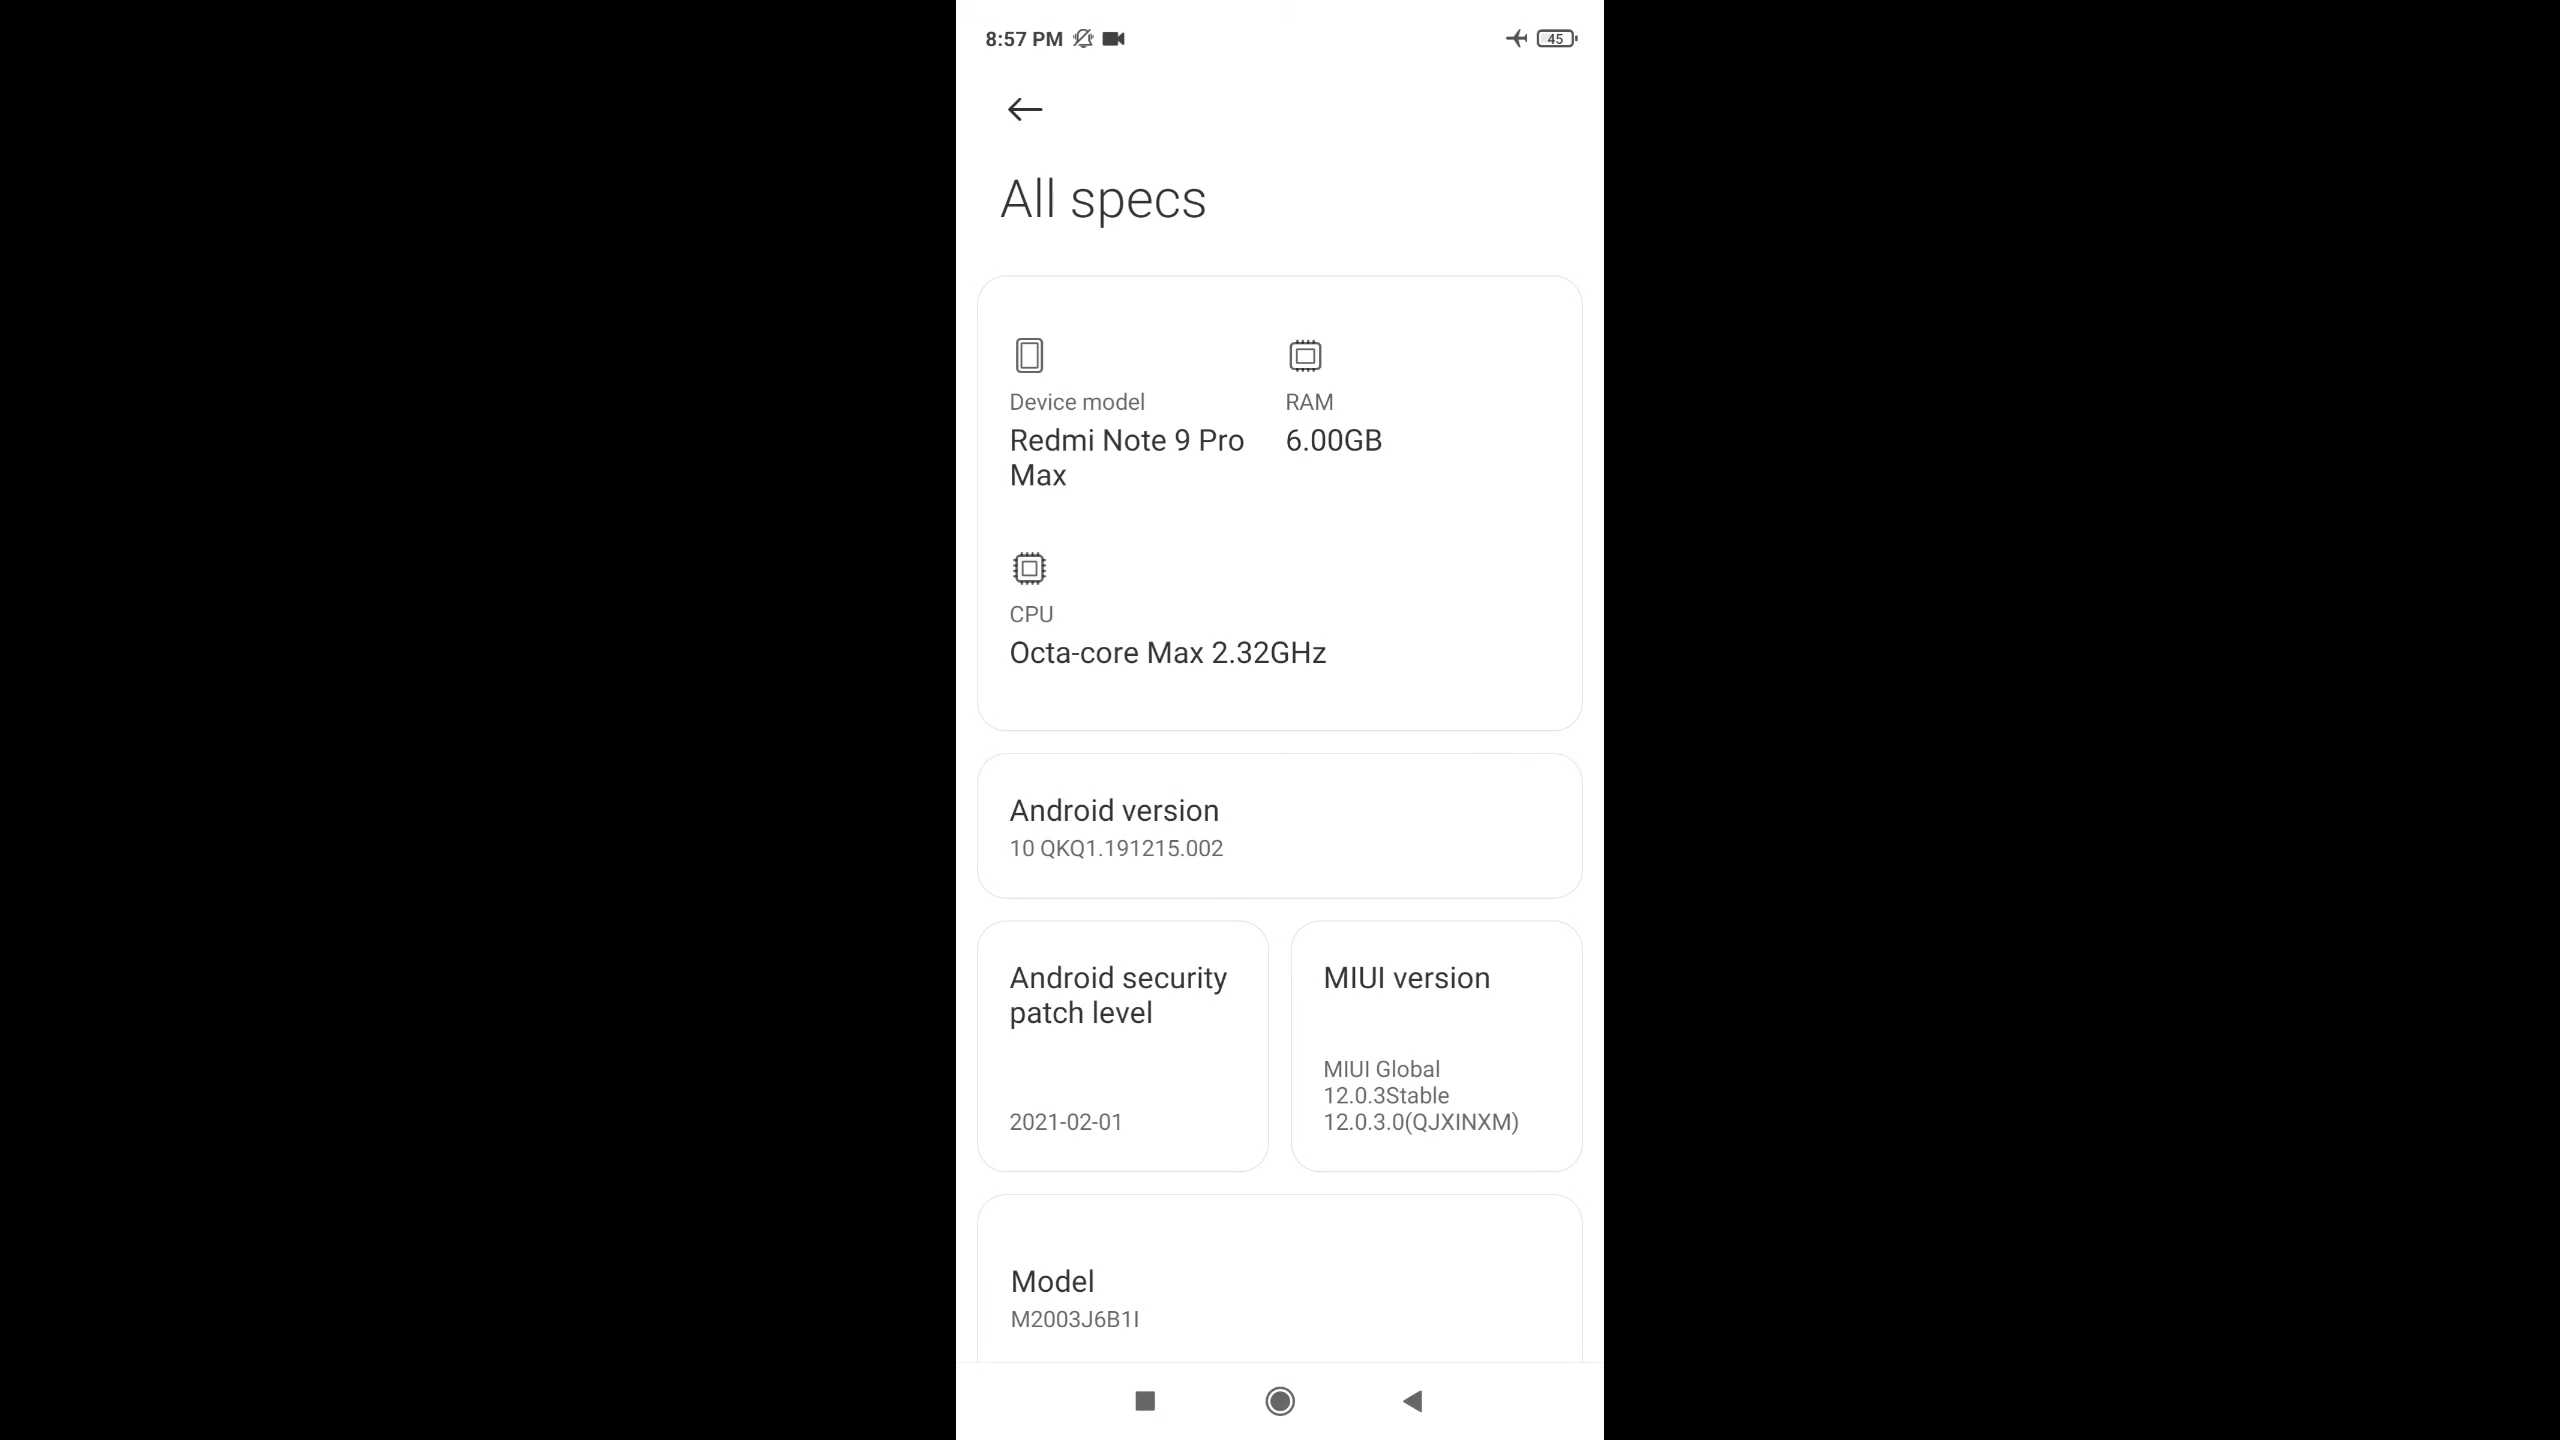 8:57 PM
45
All specs
Device model
RAM
Redmi Note 9 Pro
Max
6.00GB
CPU
Octa-core Max 2.32GHz
Android version
10 QKQ1.191215.002
Android security
patch level
2021-02-01
MIUI version
MIUI Global
12.0.3Stable
12.0.3.0(QJXINXM)
Model
M2003J6B1I